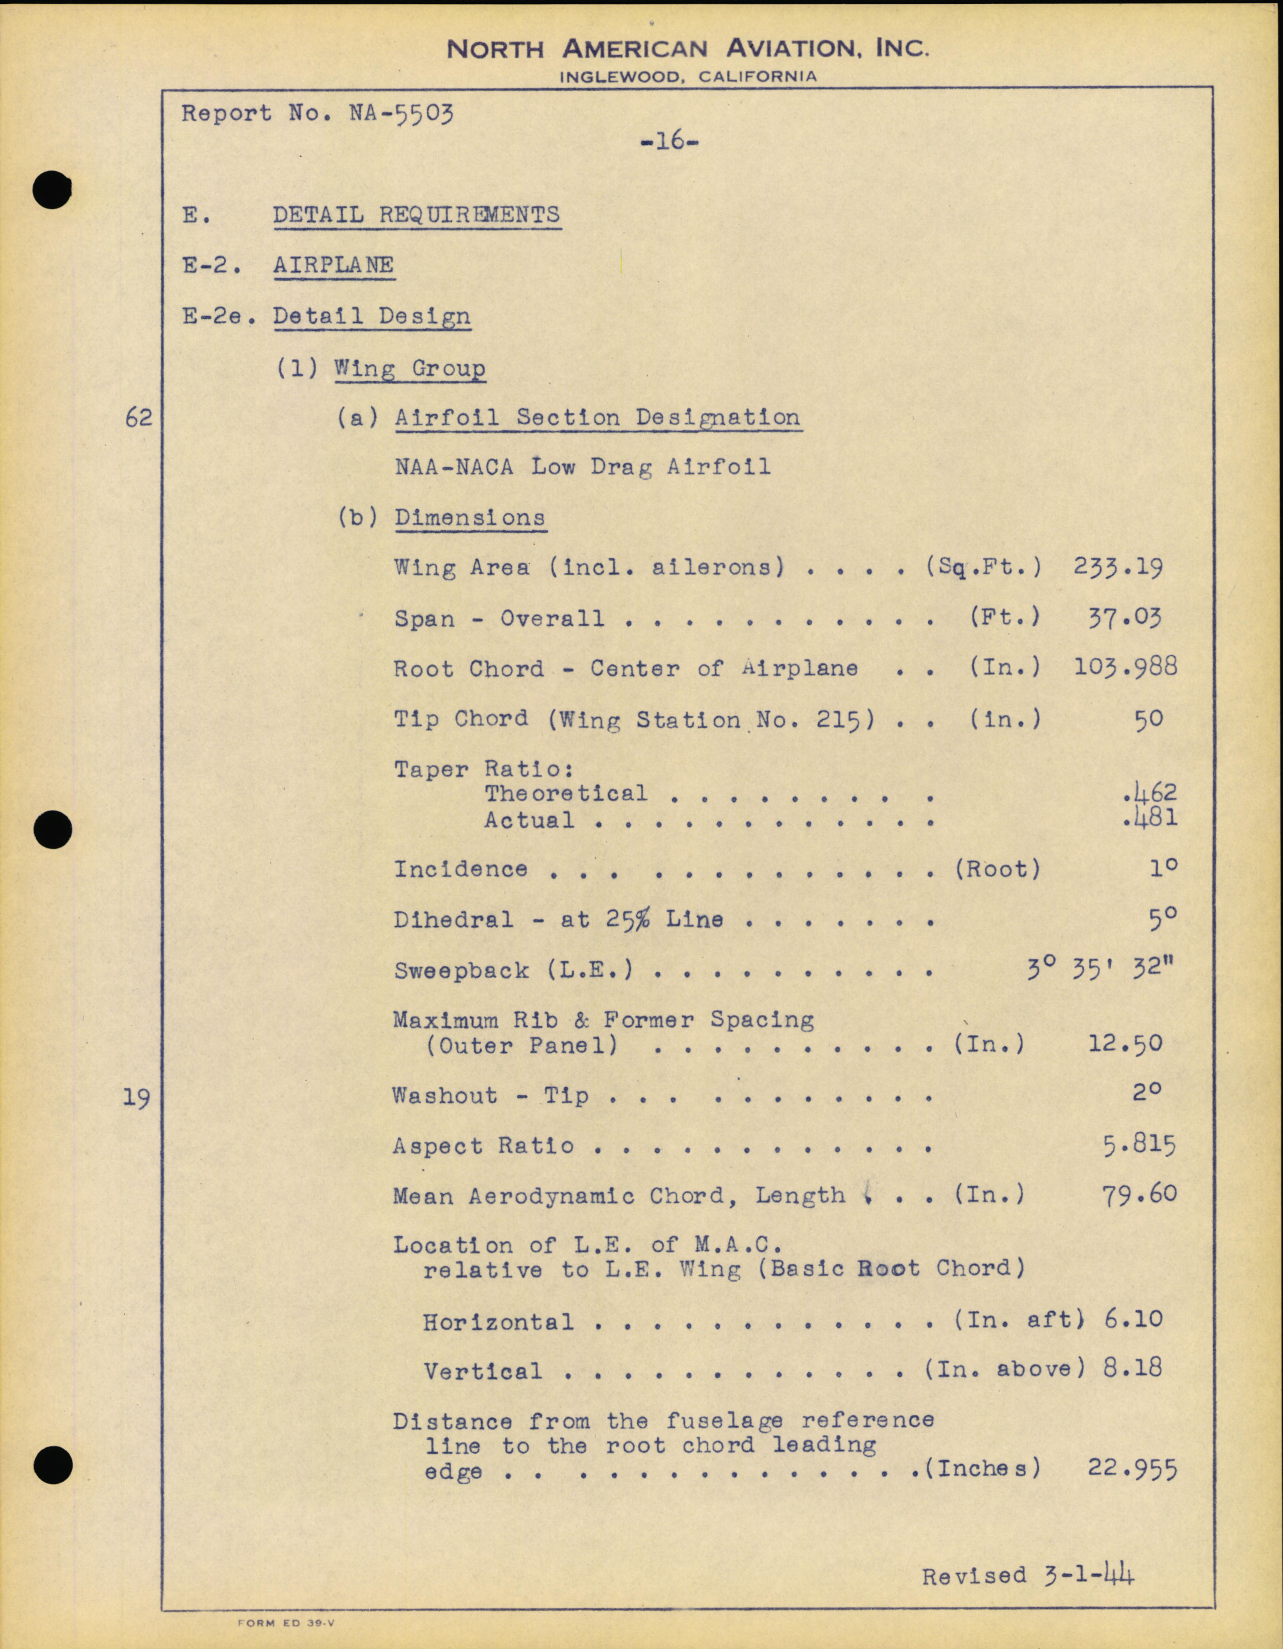 NORTH AMERICAN AVIATION, INC.
INGLEWOOD, CALIFORNIA
Report No. NA-5503
-16-
E. DETAIL REQUIREMENTS
E-2. AIRPLANE
E-2e. Detail Design
(1) Wing Group
62 (a) Airfoil Section Designation
NAA-NACA Low Drag Airfoil
(b) Dimensions
Wing Area (incl. ailerons) . . . . (Sq.Ft.) 233.19
Span - Overall . . . . . . . . . . . (Ft.) 37.03
Root Chord - Center of Airplane . . (In.) 103.988
Tip Chord (Wing Station No. 215) . . (in.) 50
Taper Ratio:
Theoretical . . . . . . . . . .462
Actual . . . . . . . . . . . . .481
Incidence . . . . . . . . . . . . . (Root) 1°
Dihedral - at 25% Line . . . . . . . 5°
Sweepback (L.E.) . . . . . . . . . . 3° 35' 32"
Maximum Rib & Former Spacing
(Outer Panel) . . . . . . . . . . (In.) 12.50
19 Washout - Tip . . . . . . . . . . . 2°
Aspect Ratio . . . . . . . . . . . . 5.815
Mean Aerodynamic Chord, Length . . . (In.) 79.60
Location of L.E. of M.A.C.
relative to L.E. Wing (Basic Root Chord)
Horizontal . . . . . . . . . . . . (In. aft) 6.10
Vertical . . . . . . . . . . . . (In. above) 8.18
Distance from the fuselage reference
line to the root chord leading
edge . . . . . . . . . . . . . . (Inches) 22.955
Revised 3-1-44
FORM ED 39-V